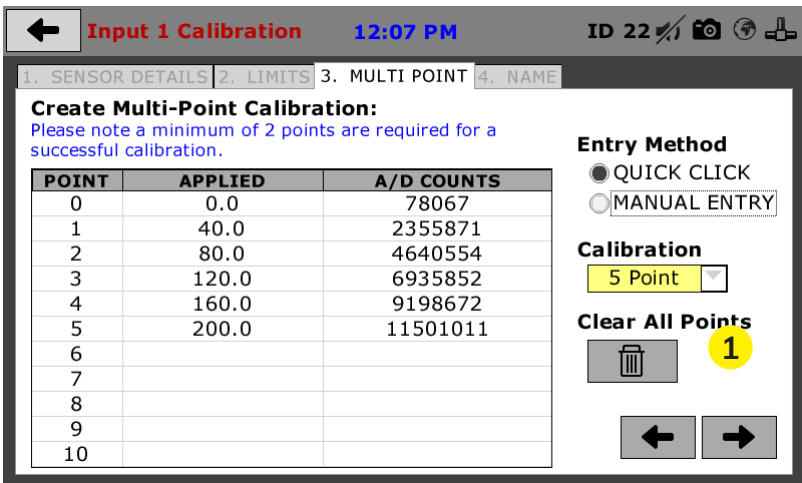 Input 1 Calibration 12:07 PM ID 22
1. SENSOR DETAILS 2. LIMITS 3. MULTI POINT 4. NAME
Create Multi-Point Calibration:
Please note a minimum of 2 points are required for a
successful calibration.
POINT APPLIED A/D COUNTS
0 0.0 78067
1 40.0 2355871
2 80.0 4640554
3 120.0 6935852
4 160.0 9198672
5 200.0 11501011
6
7
8
9
10
Entry Method
QUICK CLICK
MANUAL ENTRY
Calibration
5 Point
Clear All Points
1